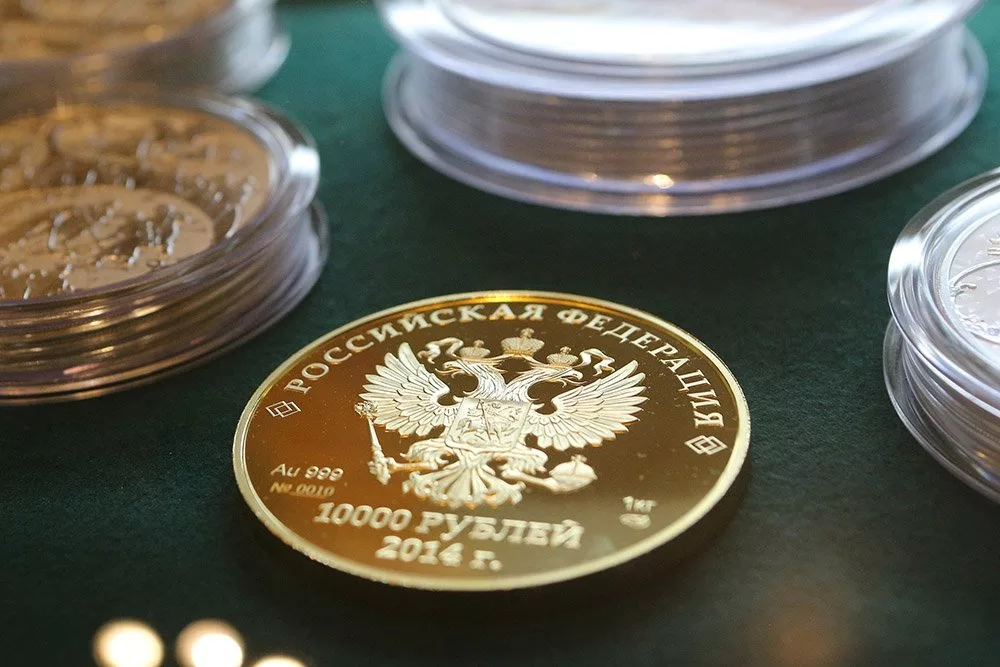 РОССИЙСКАЯ ФЕДЕРАЦИЯ
Au 999
№ 0010
1кг
10000 РУБЛЕЙ
2014 г.